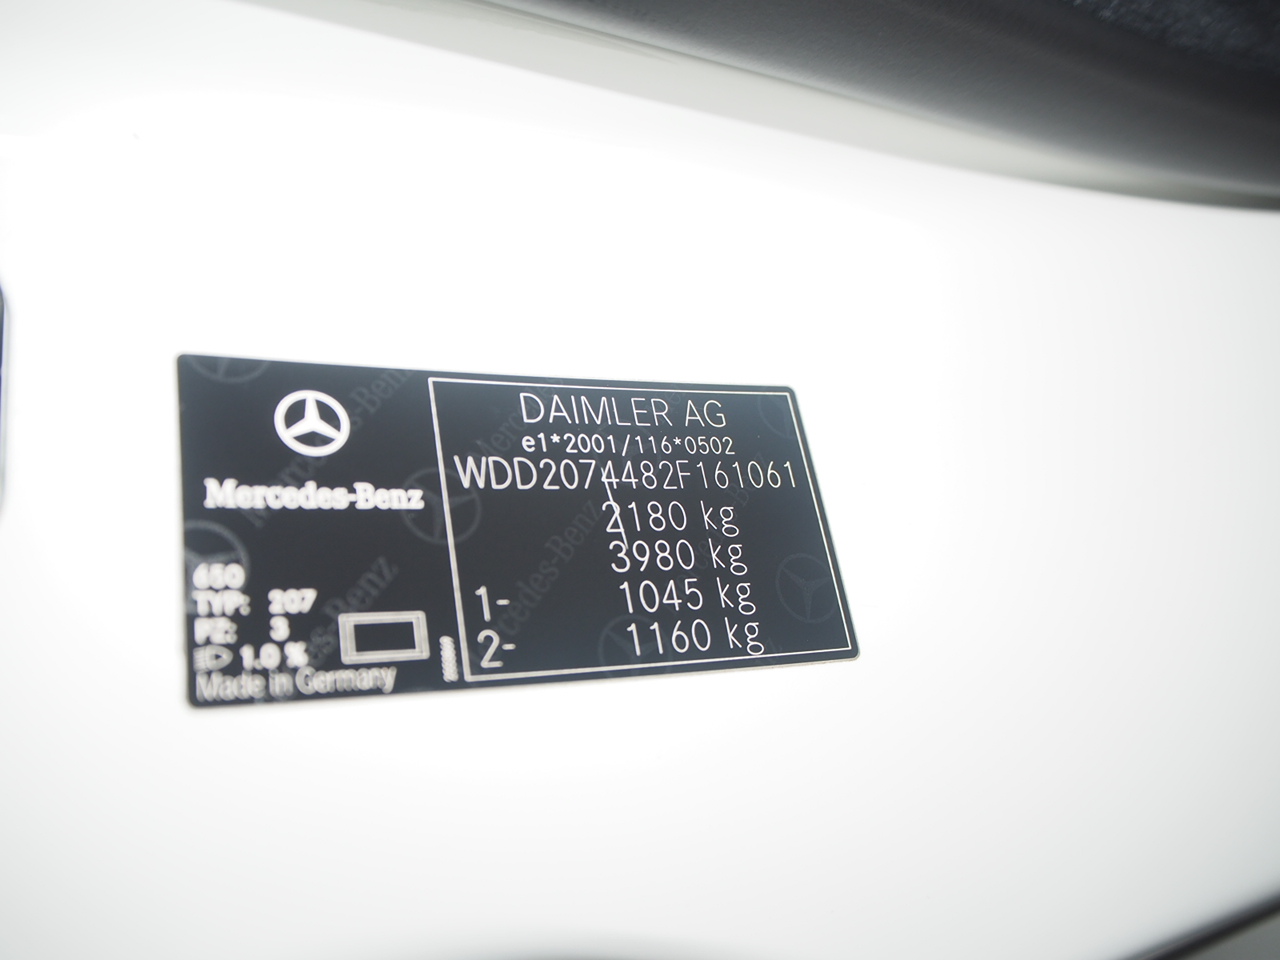 Mercedes-Benz
650
TYP: 207
PZ: 3
1.0 %
Made in Germany
DAIMLER AG
e1*2001/116*0502
WDD2074482F161061
2180 kg
3980 kg
1- 1045 kg
2- 1160 kg